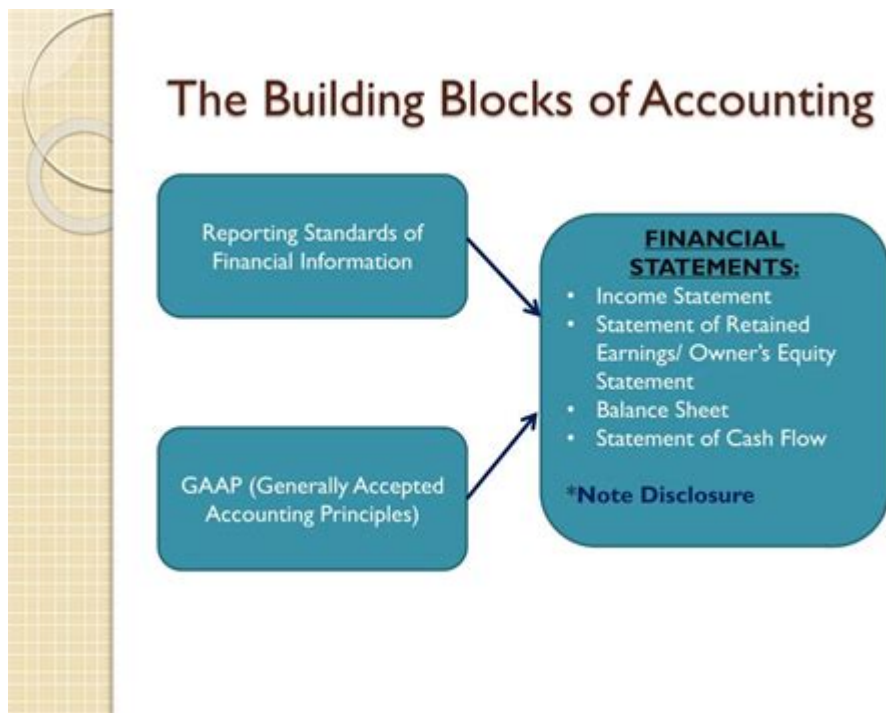 The Building Blocks of Accounting
Reporting Standards of
Financial Information
GAAP (Generally Accepted
Accounting Principles)
FINANCIAL
STATEMENTS:
• Income Statement
• Statement of Retained
Earnings/ Owner's Equity
Statement
• Balance Sheet
• Statement of Cash Flow
*Note Disclosure